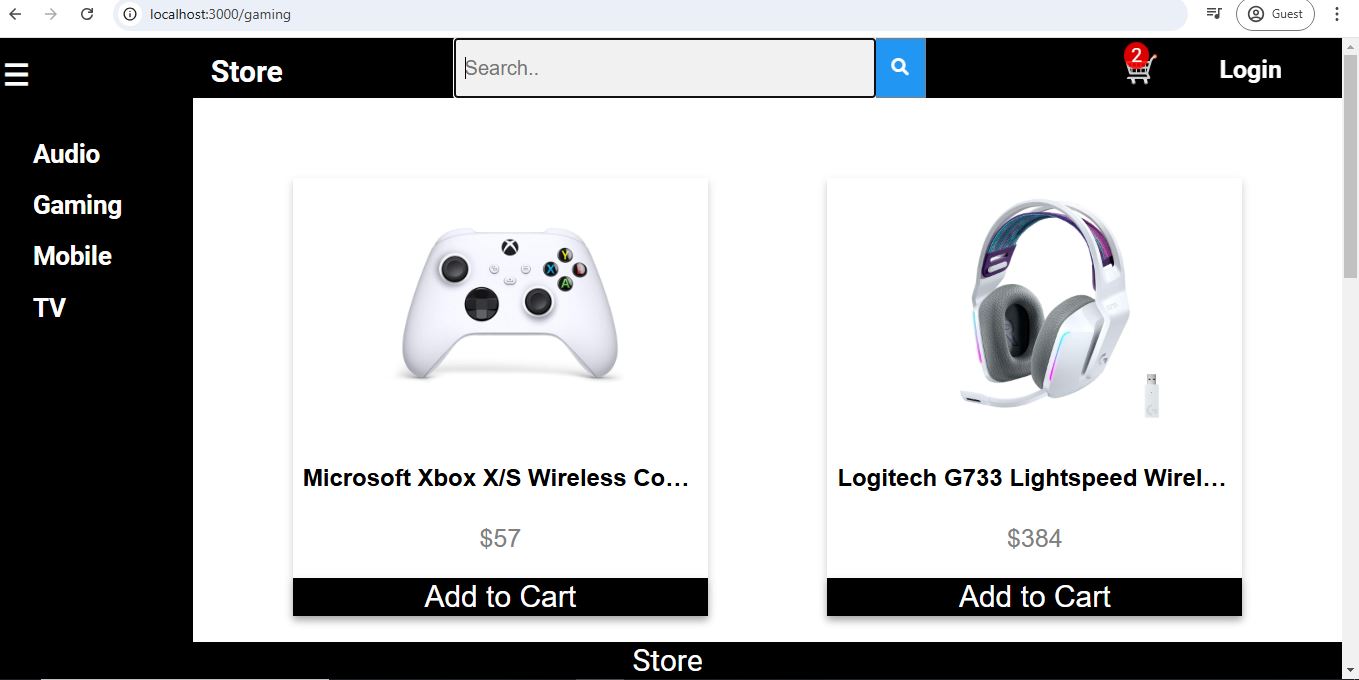 localhost:3000/gaming
Guest
Store
Search..
2
Login
Audio
Gaming
Mobile
TV
Y
X
A
Microsoft Xbox X/S Wireless Co...
Logitech G733 Lightspeed Wirel...
$57
$384
Add to Cart
Add to Cart
Store